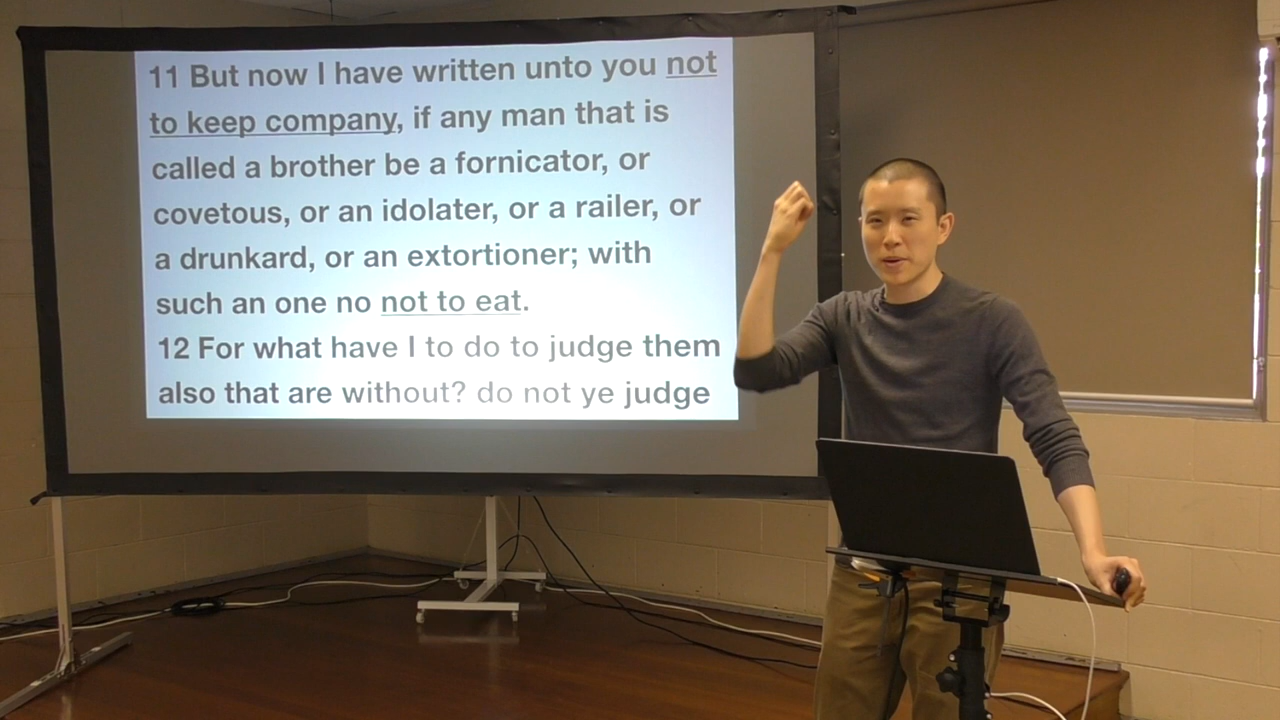 11 But now I have written unto you not
to keep company, if any man that is
called a brother be a fornicator, or
covetous, or an idolater, or a railer, or
a drunkard, or an extortioner; with
such an one no not to eat.
12 For what have I to do to judge them
also that are without? do not ye judge